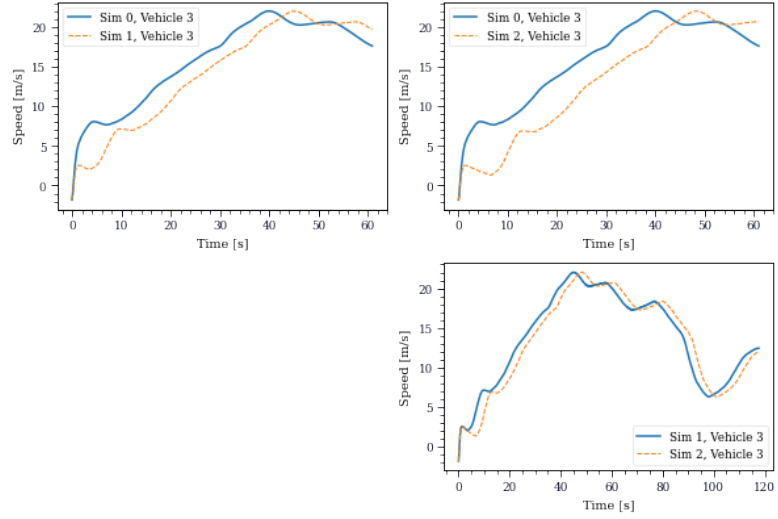 Sim 0, Vehicle 3
Sim 1, Vehicle 3
20
15
10
5
0
Speed [m/s]
0 10 20 30 40 50 60
Time [s]
Sim 0, Vehicle 3
Sim 2, Vehicle 3
20
15
10
5
0
Speed [m/s]
0 10 20 30 40 50 60
Time [s]
20
15
10
5
0
Speed [m/s]
Sim 1, Vehicle 3
Sim 2, Vehicle 3
0 20 40 60 80 100 120
Time [s]